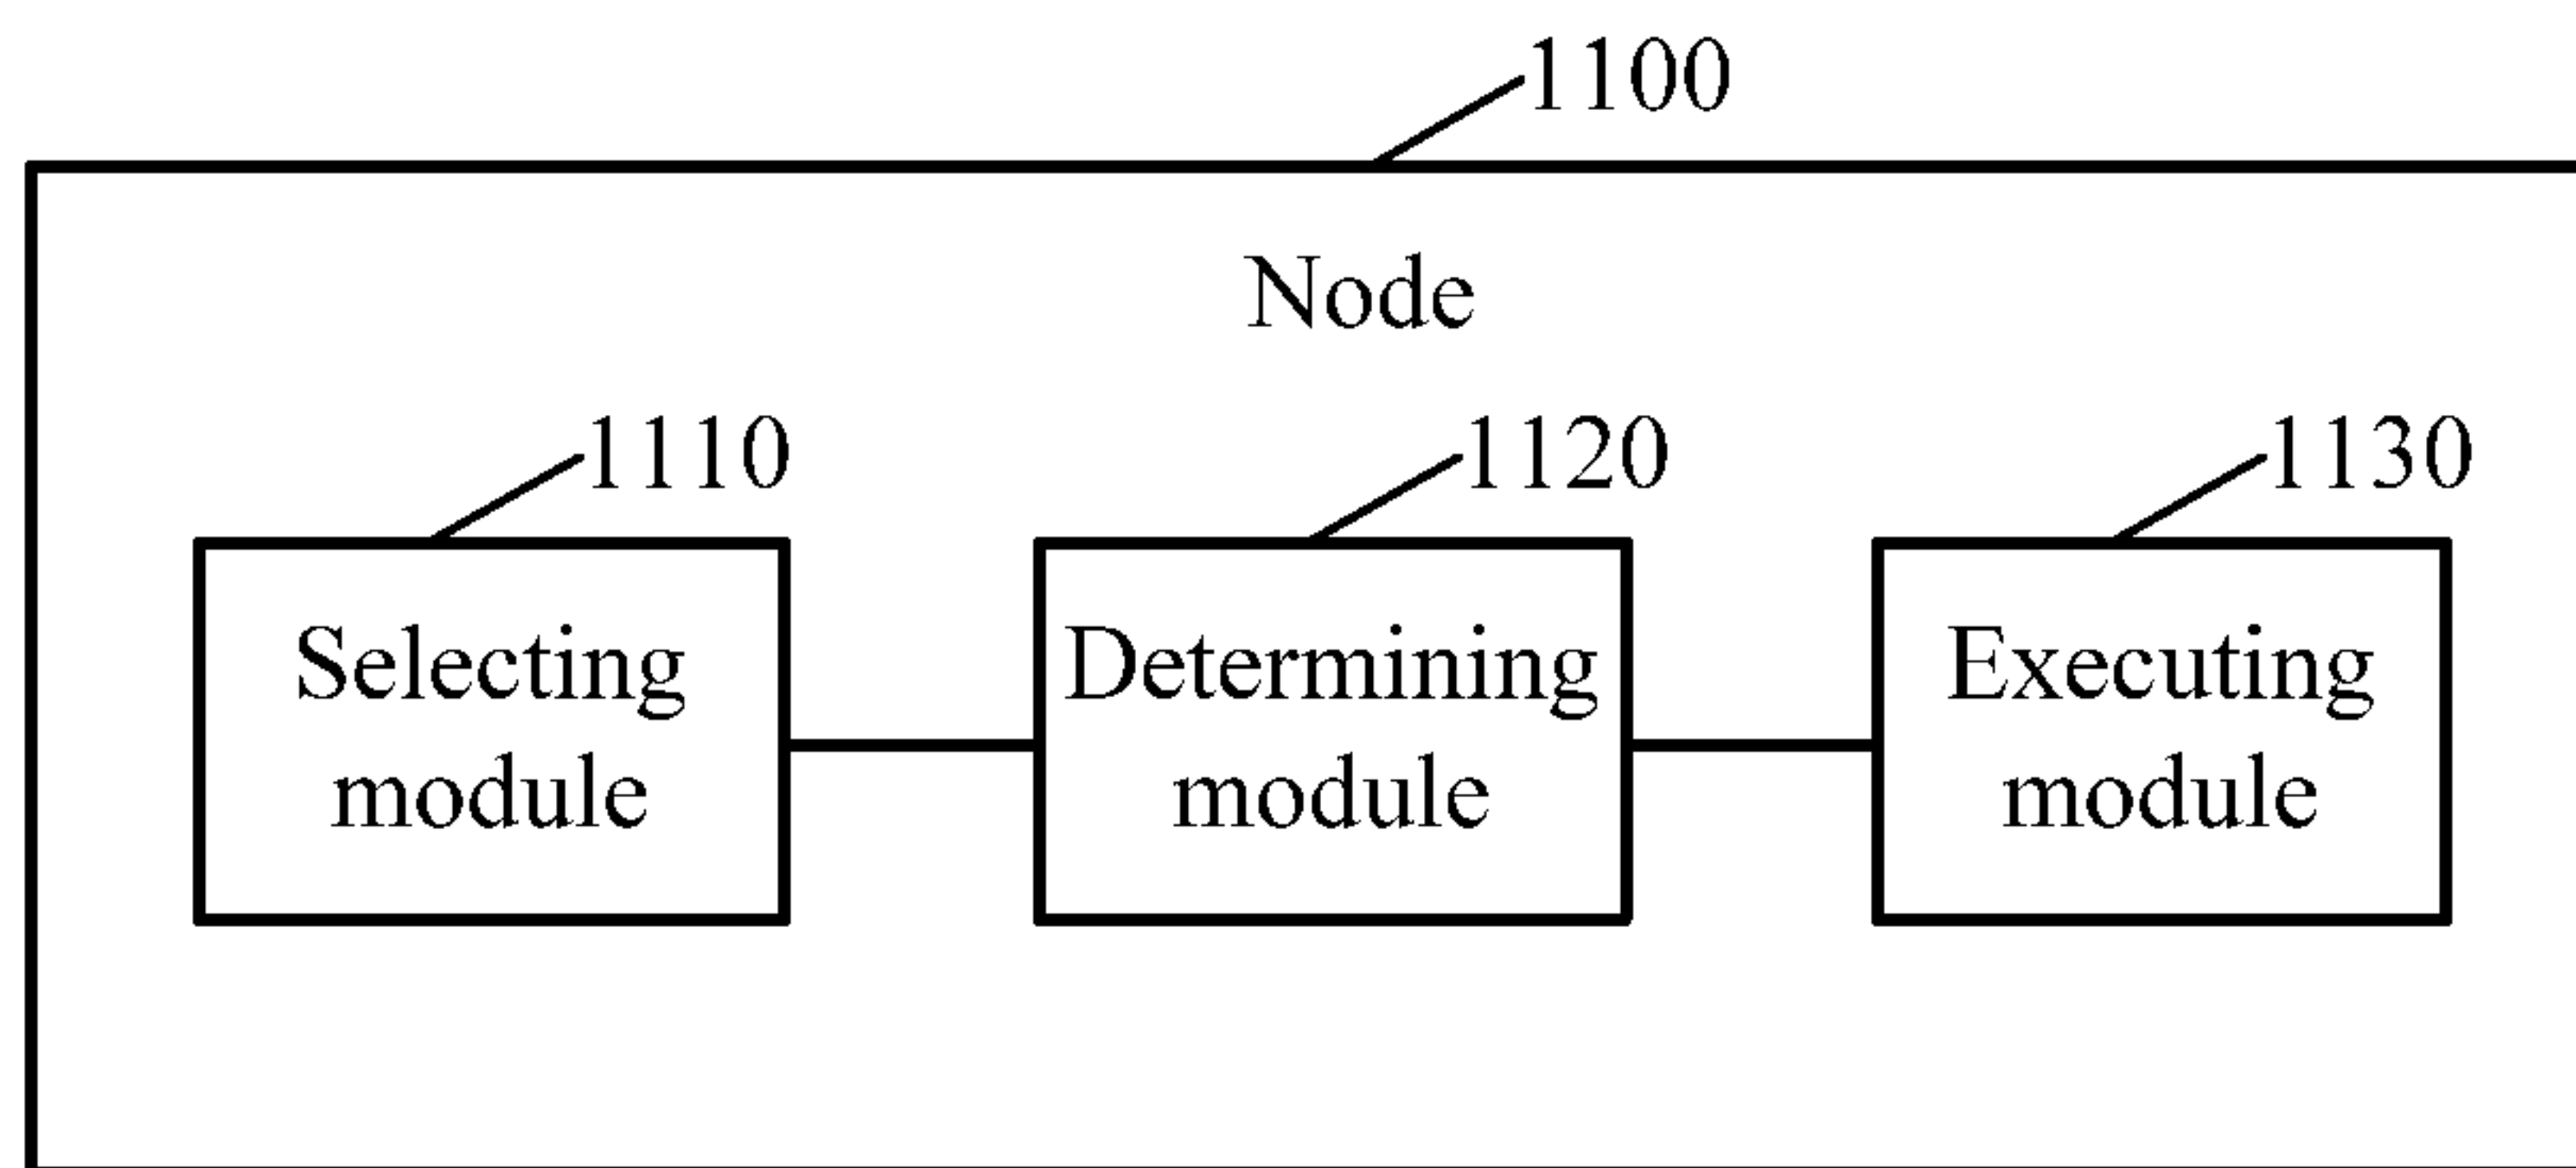 1100
Node
1110
1120
1130
Selecting
module
Determining
module
Executing
module